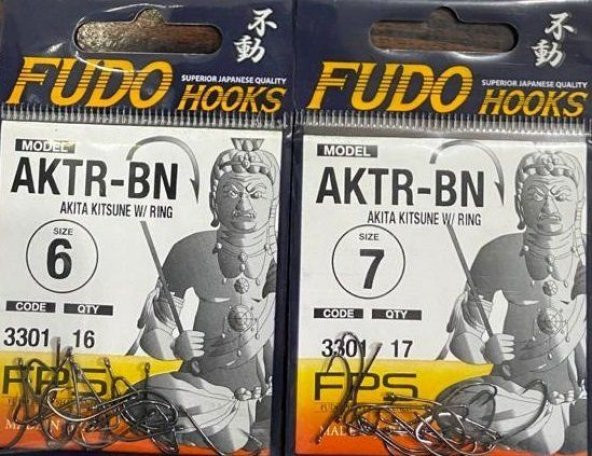 不動
FUDO
SUPERIOR JAPANESE QUALITY
HOOKS
MODEL
AKTR-BN
AKITA KITSUNE W/ RING
SIZE
6
CODE QTY
3301 16
FPS
不動
FUDO
SUPERIOR JAPANESE QUALITY
HOOKS
MODEL
AKTR-BN
AKITA KITSUNE W/ RING
SIZE
7
CODE QTY
3301 17
FPS